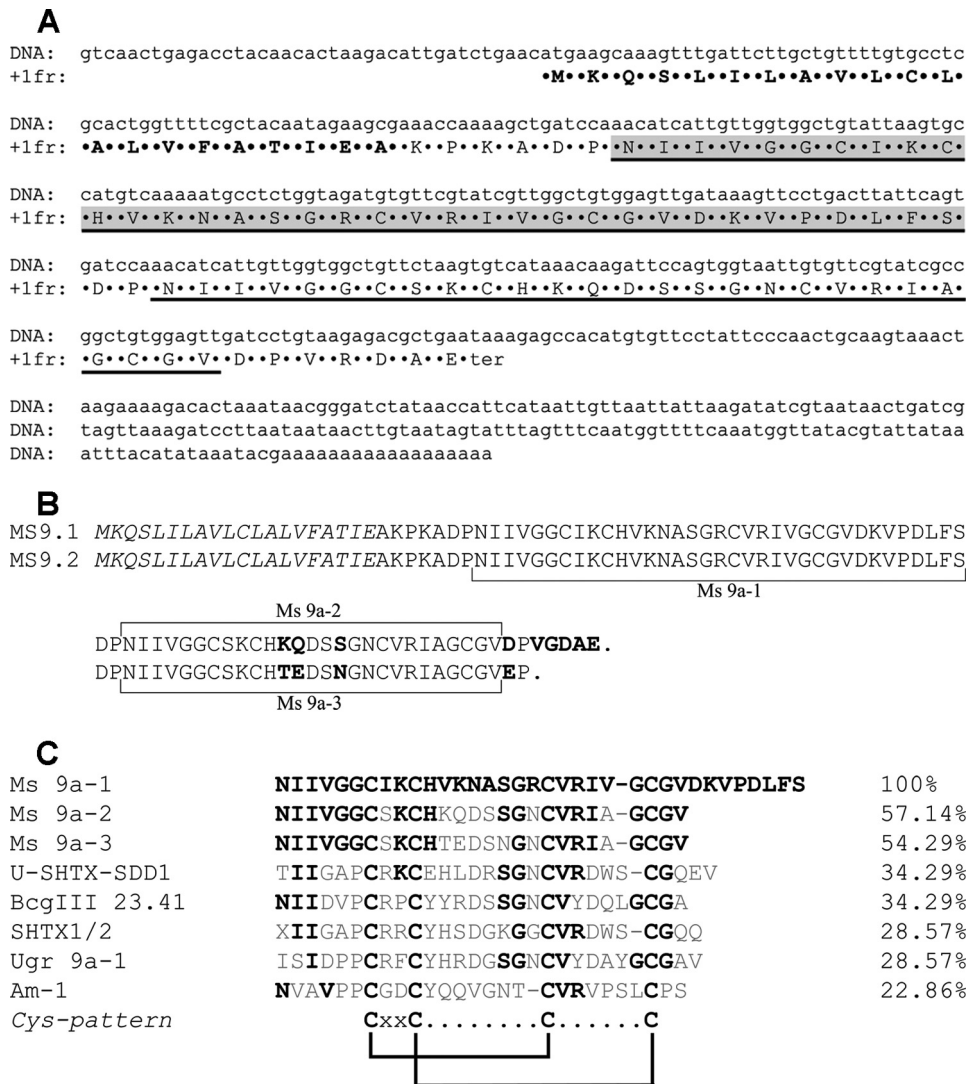 A
DNA: gtcaactgagacctacaacactaagacattgatctgaacatgaagcaaagtttgattcttgctgttttgtgcctc
+1fr: •M••K••Q••S••L••I••L••A••V••L••C••L•
DNA: gcactggttttcgctacaatagaagcgaaaccaaaagctgatccaaacatcattgttggtggctgtattaagtgc
+1fr: •A••L••V••F••A••T••I••E••A••K••P••K••A••D••P••N••I••I••V••G••G••C••I••K••C•
DNA: catgtcaaaaatgcctctggtagatgtgttcgtatcgttggctgtggagttgataaagttcctgacttattcagt
+1fr: •H••V••K••N••A••S••G••R••C••V••R••I••V••G••C••G••V••D••K••V••P••D••L••F••S•
DNA: gatccaaacatcattgttggtggctgttctaagtgtcataaacaagattccagtggtaattgtgttcgtatcgcc
+1fr: •D••P••N••I••I••V••G••G••C••S••K••C••H••K••Q••D••S••S••G••N••C••V••R••I••A•
DNA: ggctgtggagttgatcctgtaagagacgctgaataaagagccacatgtgttcctattcccaactgcaagtaaact
+1fr: •G••C••G••V••D••P••V••R••D••A••E•ter
DNA: aagaaaagacactaaataacgggatctataaccattcataattgttaattattaagatatcgtaataactgatcg
DNA: tagttaaagatccttaataataacttgtaatagtatttagtttcaatggttttcaaatggttatacgtattataa
DNA: atttacatataaatacgaaaaaaaaaaaaaaaaaa
B
MS9.1 MKQSLILAVLCLALVFATIEAKPKADPNIIVGGCIKCHVKNASGRCVRIVGCGVDKVPDLFS
MS9.2 MKQSLILAVLCLALVFATIEAKPKADPNIIVGGCIKCHVKNASGRCVRIVGCGVDKVPDLFS
Ms 9a-1
Ms 9a-2
DPNIIVGGCSKCHKQDSSGNCVRIAGCGVDPVGDAE.
DPNIIVGGCSKCHTEDSNGNCVRIAGCGVEP.
Ms 9a-3
C
Ms 9a-1 NIIVGGCIKCHVKNASGRCVRIV-GCGVDKVPDLFS 100%
Ms 9a-2 NIIVGGCSKCHKQDSSGNCVRIA-GCGV 57.14%
Ms 9a-3 NIIVGGCSKCHTEDSNGNCVRIA-GCGV 54.29%
U-SHTX-SDD1 TIIGAPCRKCEHLDRSGNCVRDWS-CGQEV 34.29%
BcgIII 23.41 NIIDVPCRPCYYRDSSGNCVYDQLGCGA 34.29%
SHTX1/2 XIIGAPCRRCYHSDGKGGCVRDWS-CGQQ 28.57%
Ugr 9a-1 ISIDPPCRFCYHRDGSGNCVYDAYGCGAV 28.57%
Am-1 NVAVPPCGDCYQQVGNT-CVRVPSLCPS 22.86%
Cys-pattern CxxC........C......C